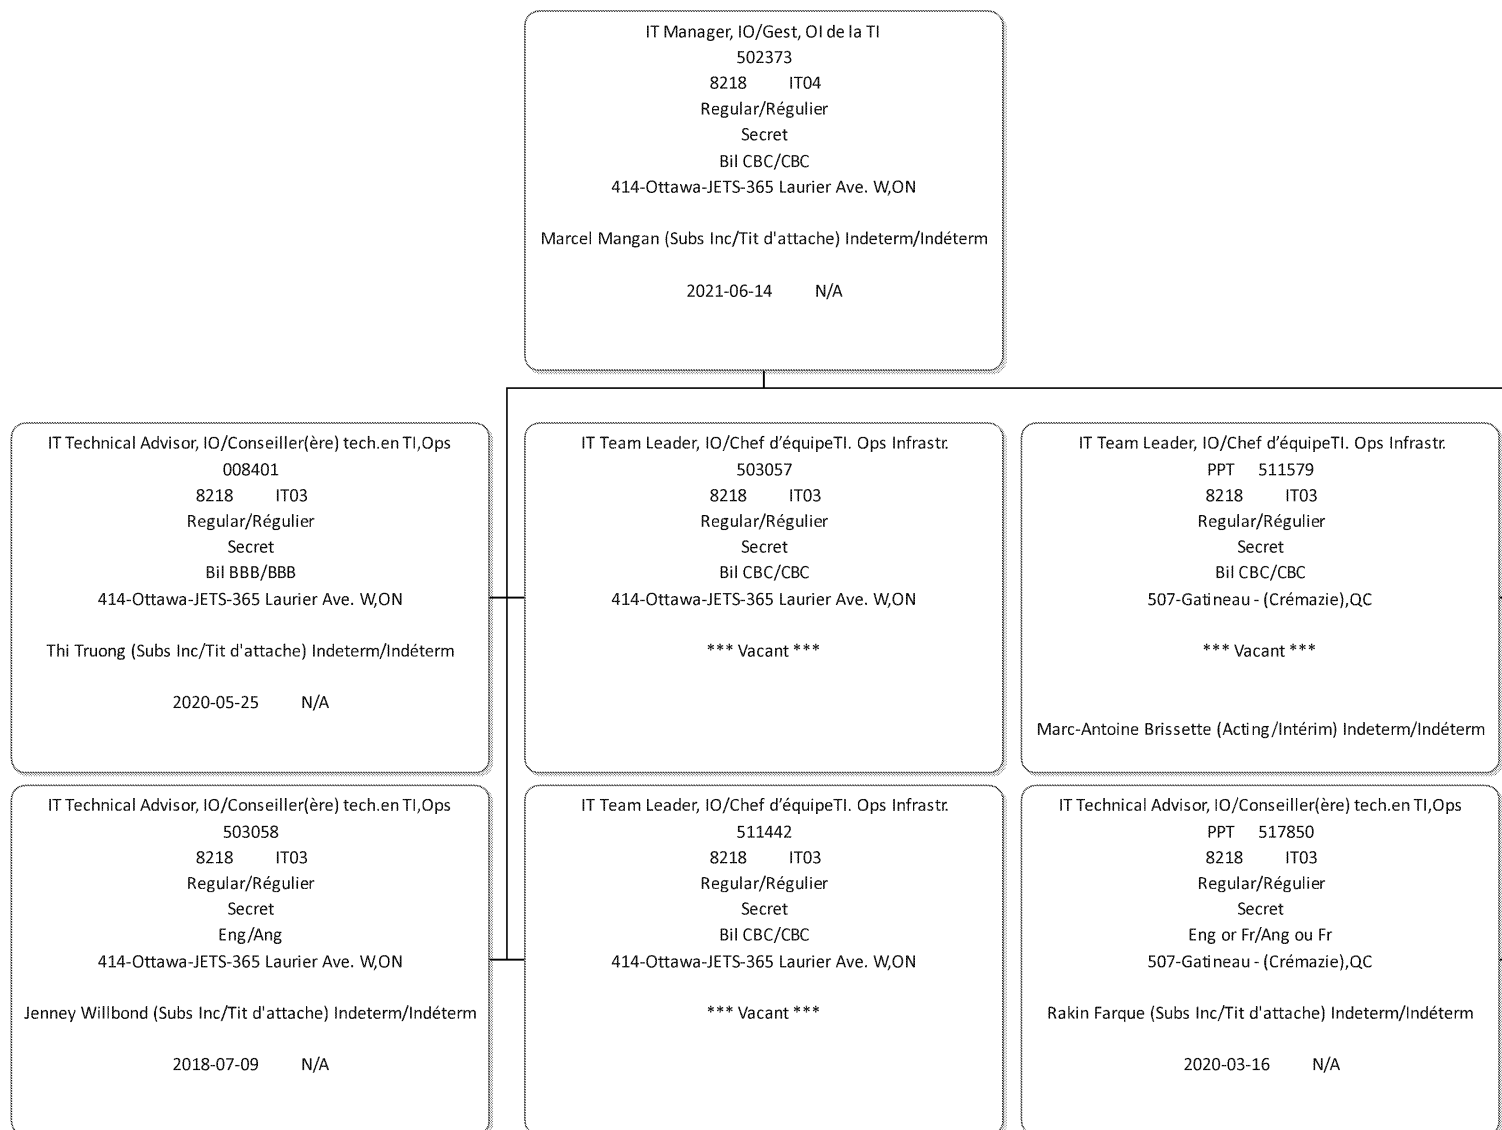 IT Manager, IO/Gest, OI de la TI
502373
8218 IT04
Regular/Régulier
Secret
Bil CBC/CBC
414-Ottawa-JETS-365 Laurier Ave. W,ON
Marcel Mangan (Subs Inc/Tit d'attache) Indeterm/Indéterm
2021-06-14 N/A
IT Technical Advisor, IO/Conseiller(ère) tech.en TI,Ops
008401
8218 IT03
Regular/Régulier
Secret
Bil BBB/BBB
414-Ottawa-JETS-365 Laurier Ave. W,ON
Thi Truong (Subs Inc/Tit d'attache) Indeterm/Indéterm
2020-05-25 N/A
IT Team Leader, IO/Chef d’équipeTI. Ops Infrastr.
503057
8218 IT03
Regular/Régulier
Secret
Bil CBC/CBC
414-Ottawa-JETS-365 Laurier Ave. W,ON
*** Vacant ***
IT Team Leader, IO/Chef d’équipeTI. Ops Infrastr.
PPT 511579
8218 IT03
Regular/Régulier
Secret
Bil CBC/CBC
507-Gatineau - (Crémazie),QC
*** Vacant ***
Marc-Antoine Brissette (Acting/Intérim) Indeterm/Indéterm
IT Technical Advisor, IO/Conseiller(ère) tech.en TI,Ops
503058
8218 IT03
Regular/Régulier
Secret
Eng/Ang
414-Ottawa-JETS-365 Laurier Ave. W,ON
Jenney Willbond (Subs Inc/Tit d'attache) Indeterm/Indéterm
2018-07-09 N/A
IT Team Leader, IO/Chef d’équipeTI. Ops Infrastr.
511442
8218 IT03
Regular/Régulier
Secret
Bil CBC/CBC
414-Ottawa-JETS-365 Laurier Ave. W,ON
*** Vacant ***
IT Technical Advisor, IO/Conseiller(ère) tech.en TI,Ops
PPT 517850
8218 IT03
Regular/Régulier
Secret
Eng or Fr/Ang ou Fr
507-Gatineau - (Crémazie),QC
Rakin Farque (Subs Inc/Tit d'attache) Indeterm/Indéterm
2020-03-16 N/A